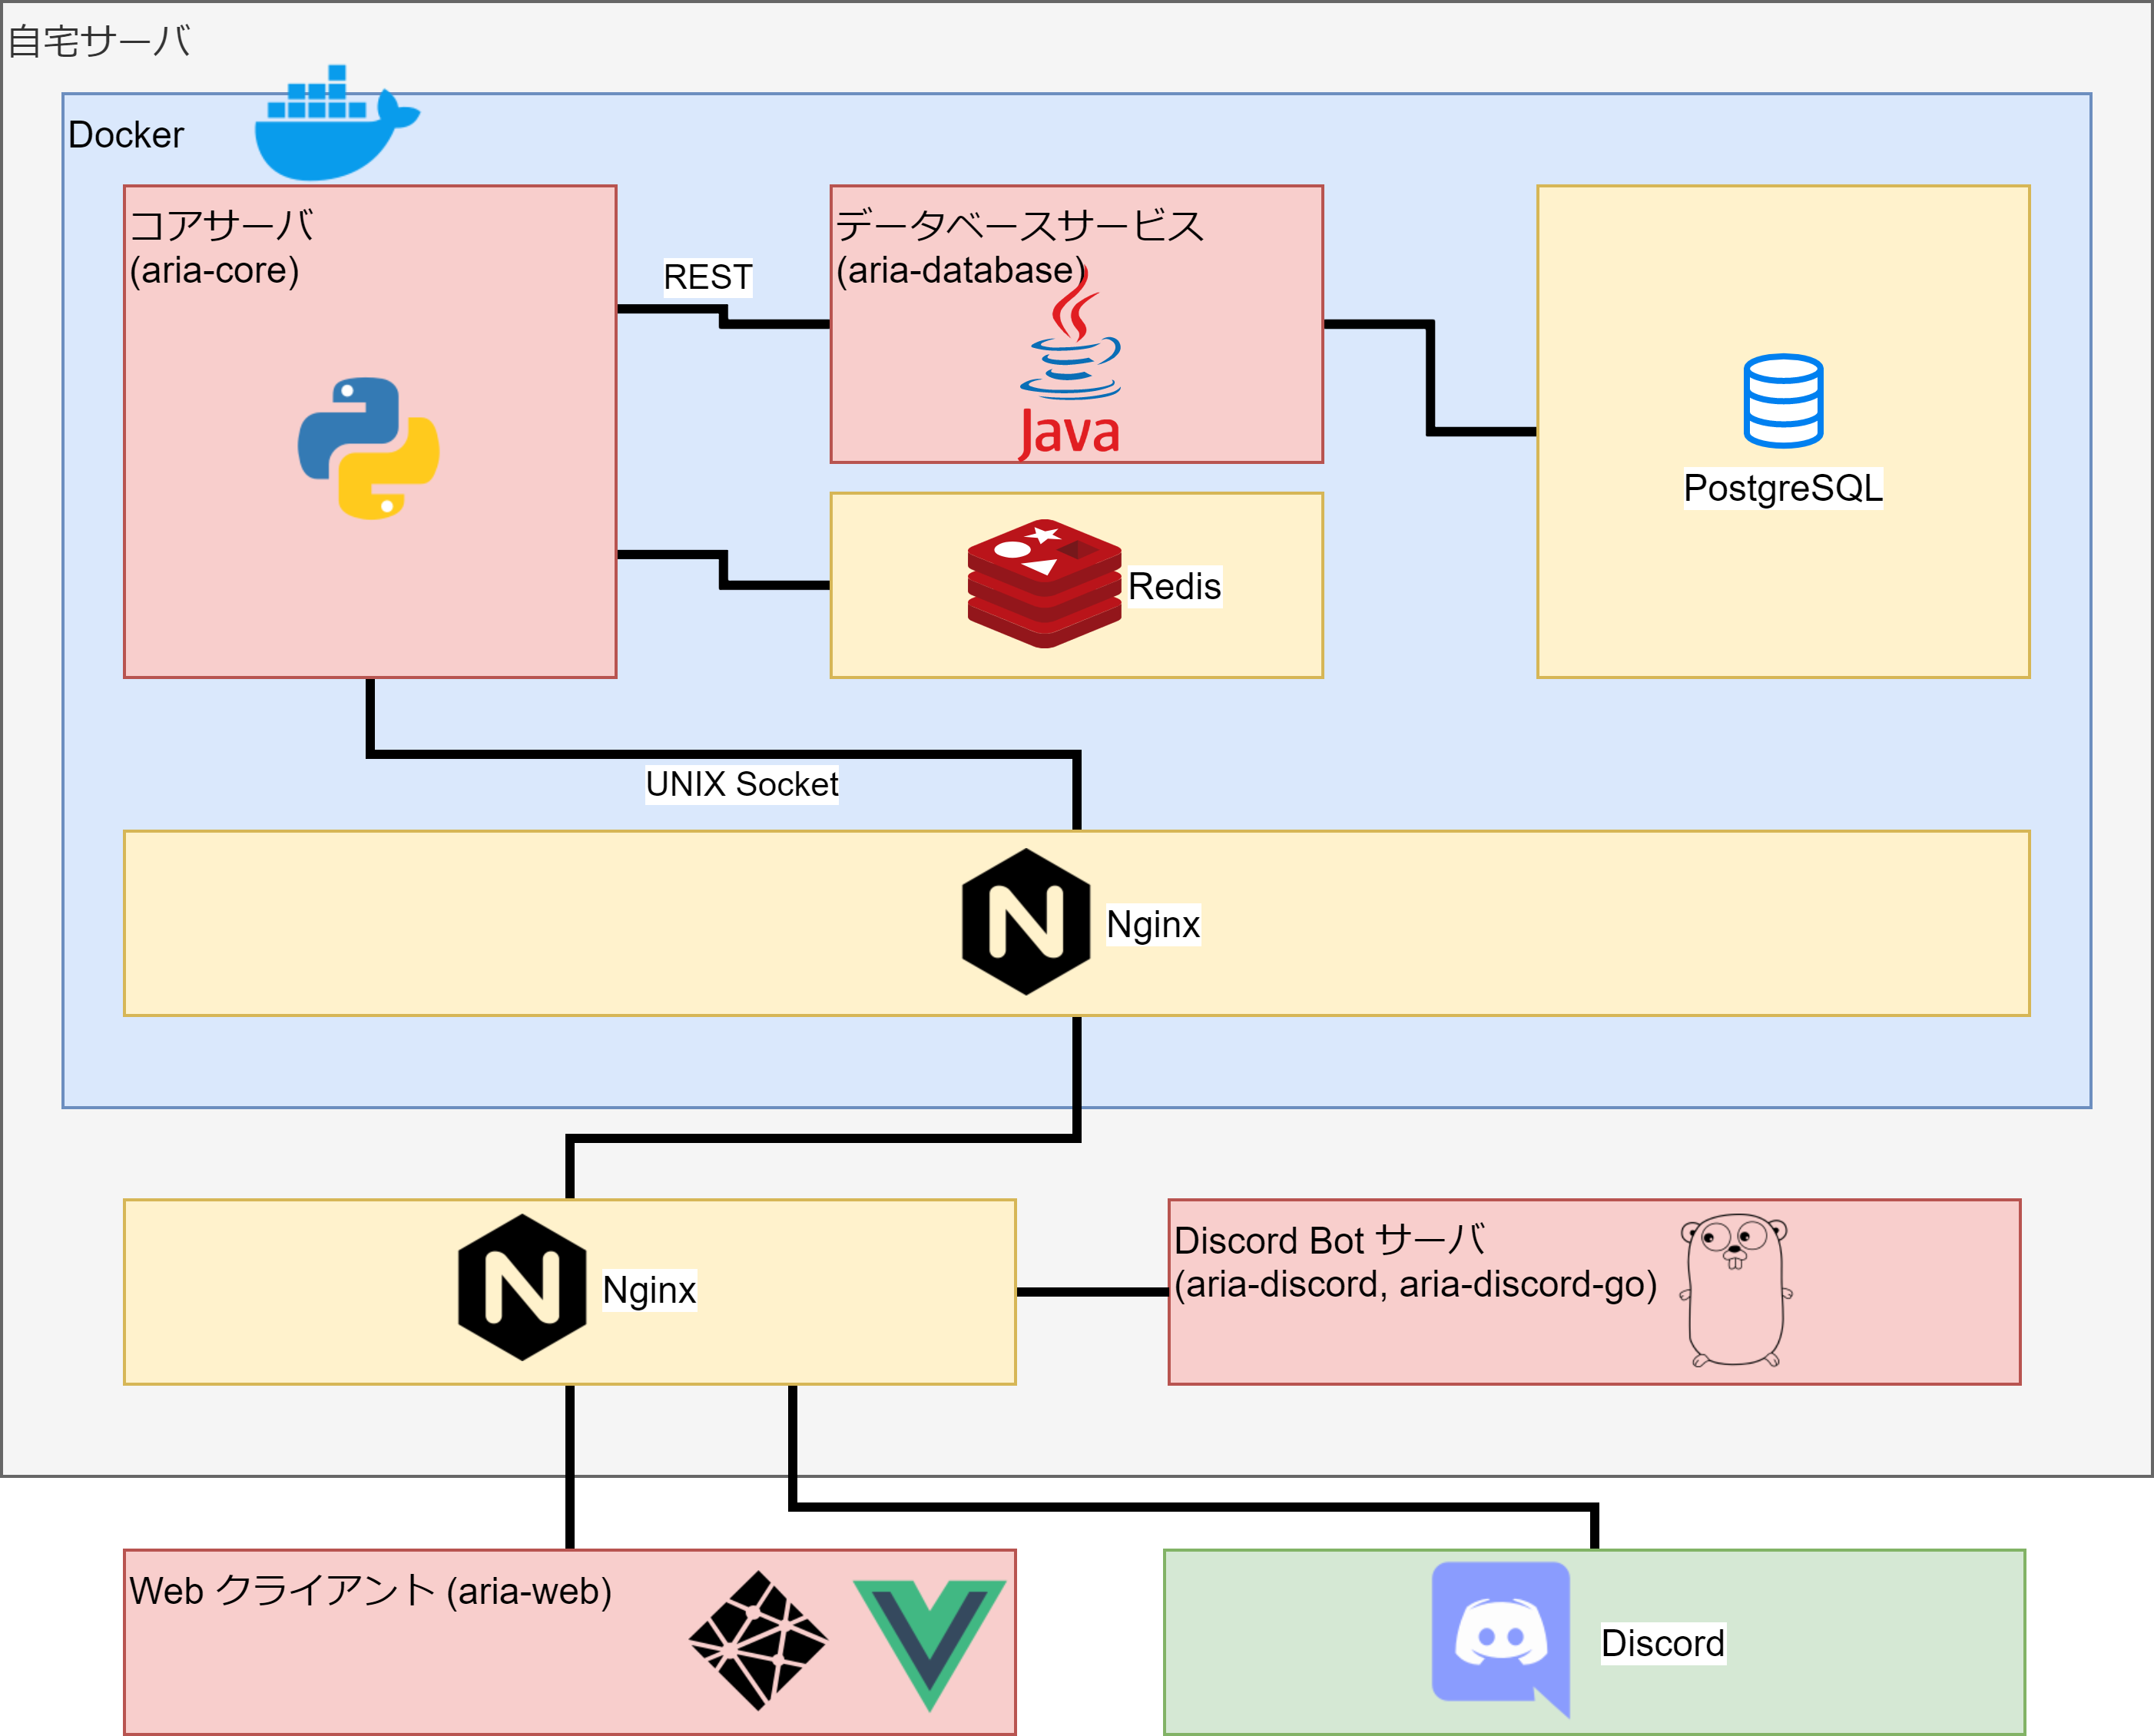 自宅サーバ
Docker
コアサーバ
(aria-core)
REST
データベースサービス
(aria-database)
Java
PostgreSQL
Redis
UNIX Socket
Nginx
Nginx
Discord Bot サーバ
(aria-discord, aria-discord-go)
Web クライアント (aria-web)
Discord